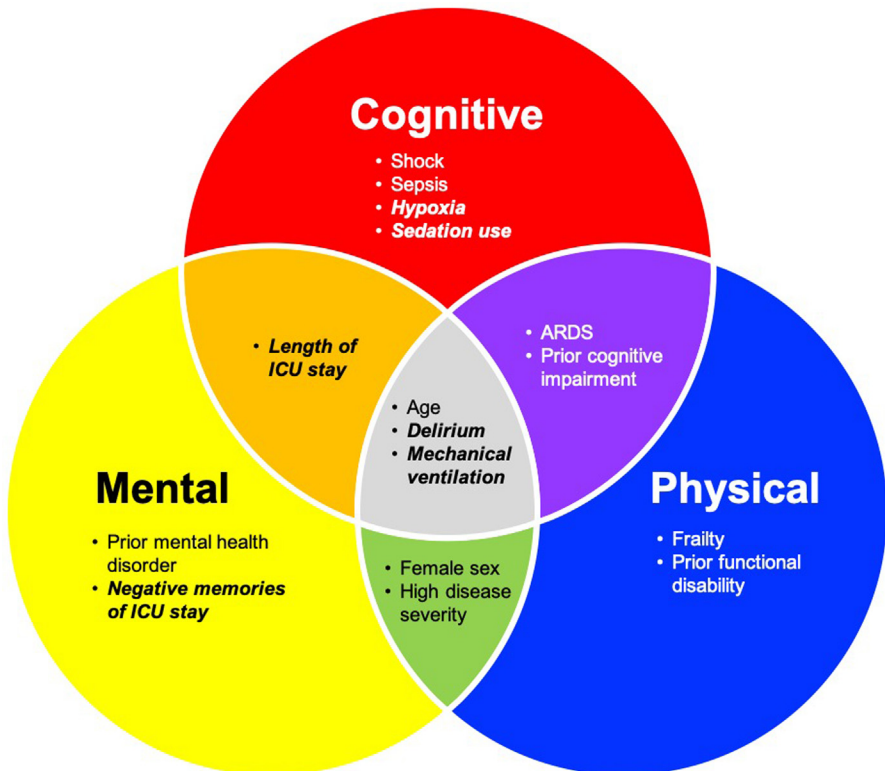 Cognitive
• Shock
• Sepsis
• Hypoxia
• Sedation use
• Length of
ICU stay
• ARDS
• Prior cognitive
impairment
• Age
• Delirium
• Mechanical
ventilation
Mental
• Prior mental health
disorder
• Negative memories
of ICU stay
Physical
• Frailty
• Prior functional
disability
• Female sex
• High disease
severity